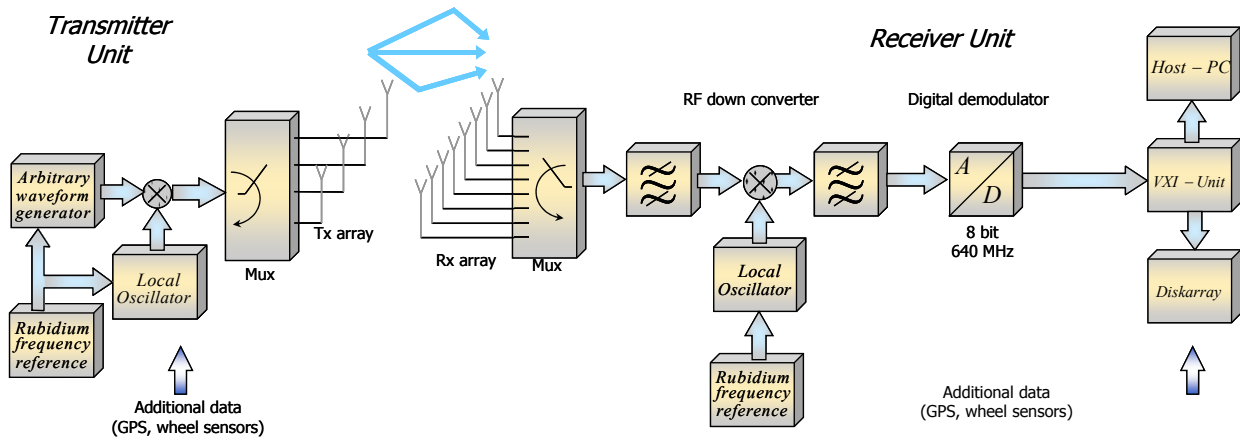 Transmitter
Unit
Receiver Unit
Host – PC
RF down converter
Digital demodulator
Arbitrary
waveform
generator
A
D
VXI – Unit
Tx array
8 bit
640 MHz
Rx array
Mux
Mux
Local
Oscillator
Local
Oscillator
Diskarray
Rubidium
frequency
reference
Rubidium
frequency
reference
Additional data
(GPS, wheel sensors)
Additional data
(GPS, wheel sensors)